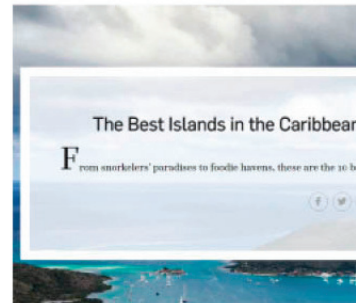 The Best Islands in the Caribbean
From snorkelers' paradises to foodie havens, these are the 10 b